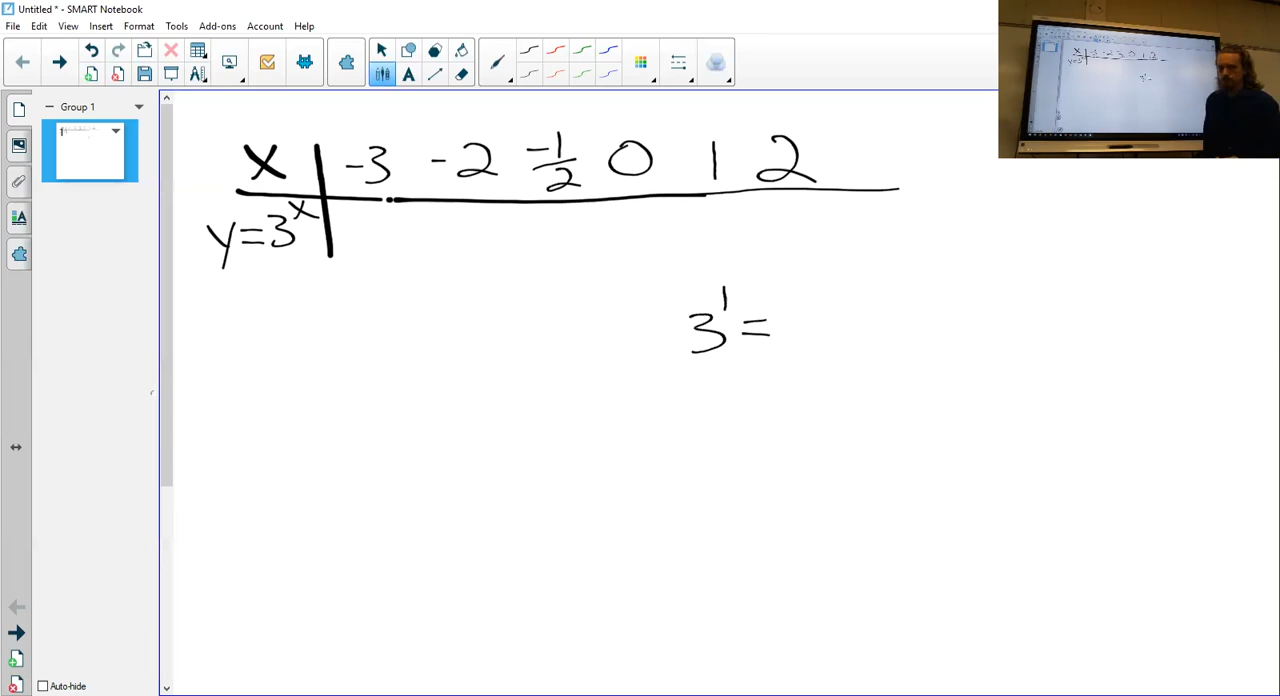 Untitled * - SMART Notebook
File Edit View Insert Format Tools Add-ons Account Help
Group 1
x -3 -2 -1/2 0 1 2
y=3^x
3^1 =
Auto-hide